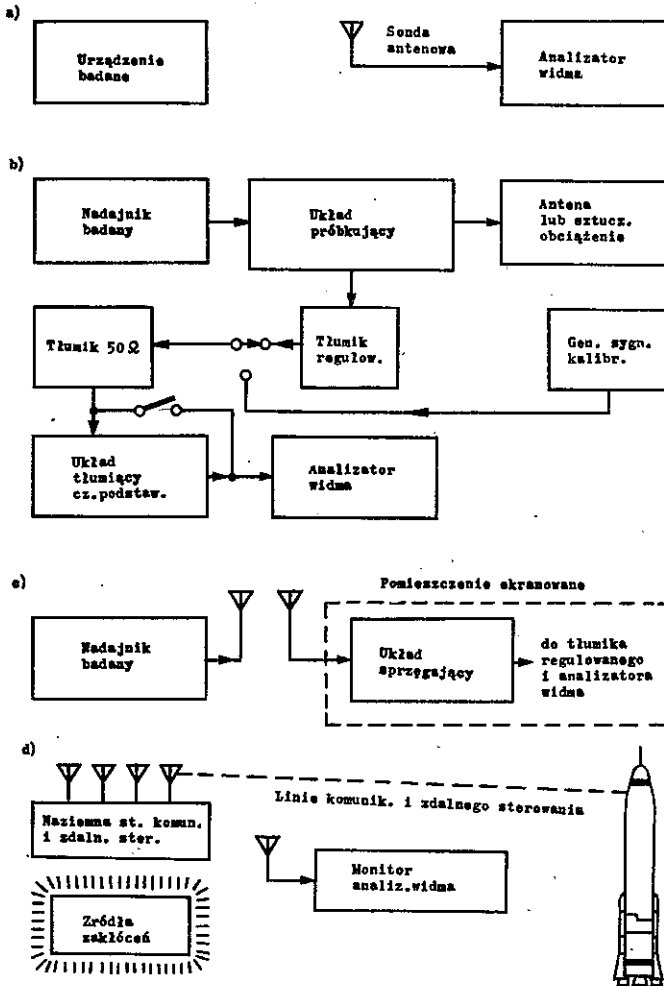 a)
Urządzenie
badane
Sonda
antenowa
Analizator
widma
b)
Nadajnik
badany
Układ
próbkujący
Antena
lub sztucz.
obciążenie
Tłumik 50Ω
Tłumik
regulow.
Gen. sygn.
kalibr.
Układ
tłumiący
cz.podstaw.
Analizator
widma
c)
Pomieszczenie ekranowane
Nadajnik
badany
Układ
sprzęgający
do tłumika
regulowanego
i analizatora
widma
d)
Linie komunik. i zdalnego sterowania
Naziemna st. komun.
i zdaln. ster.
Monitor
analiz.widma
Zródła
zakłóceń